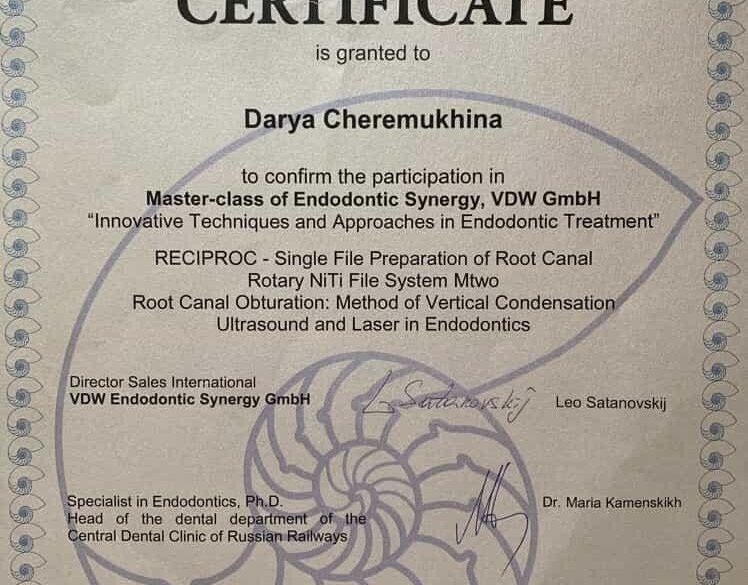 CERTIFICATE
is granted to
Darya Cheremukhina
to confirm the participation in
Master-class of Endodontic Synergy, VDW GmbH
“Innovative Techniques and Approaches in Endodontic Treatment”
RECIPROC - Single File Preparation of Root Canal
Rotary NiTi File System Mtwo
Root Canal Obturation: Method of Vertical Condensation
Ultrasound and Laser in Endodontics
Director Sales International
VDW Endodontic Synergy GmbH
L Satanovskij
Leo Satanovskij
Specialist in Endodontics, Ph.D.
Head of the dental department of the
Central Dental Clinic of Russian Railways
Dr. Maria Kamenskikh